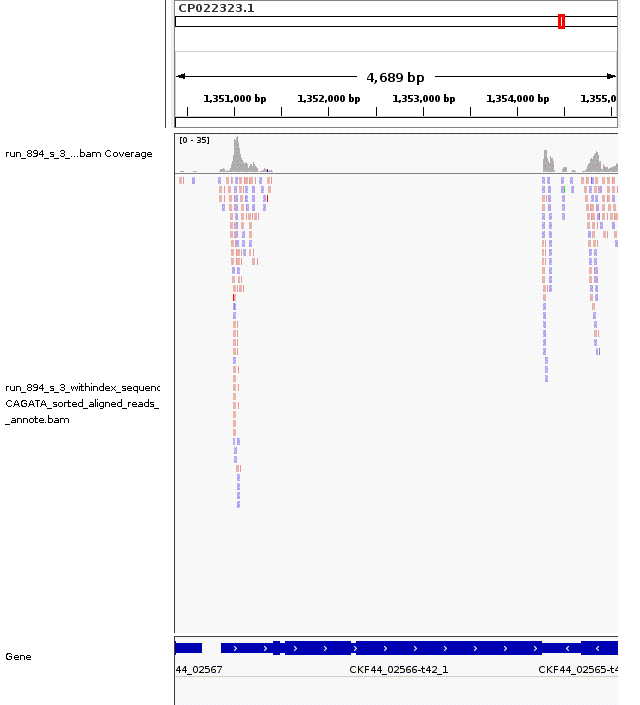 CP022323.1
4,689 bp
1,351,000 bp 1,352,000 bp 1,353,000 bp 1,354,000 bp 1,355,0
[0 - 35]
run_894_s_3_...bam Coverage
run_894_s_3_withindex_sequenc
CAGATA_sorted_aligned_reads_
_annote.bam
Gene
44_02567 CKF44_02566-t42_1 CKF44_02565-t4